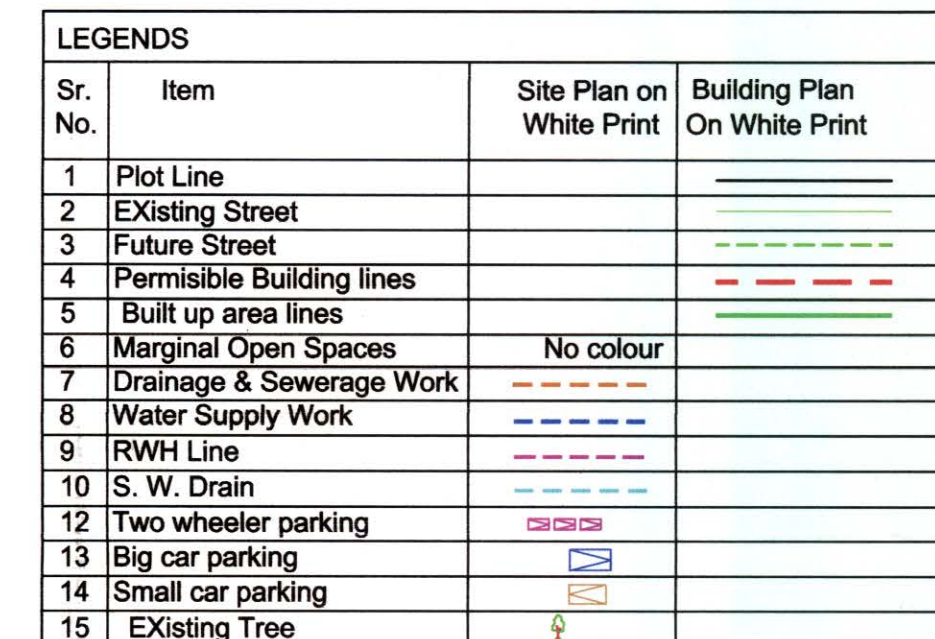 LEGENDS
Sr. No. Item Site Plan on White Print Building Plan On White Print
1 Plot Line
2 EXisting Street
3 Future Street
4 Permisible Building lines
5 Built up area lines
6 Marginal Open Spaces No colour
7 Drainage & Sewerage Work
8 Water Supply Work
9 RWH Line
10 S. W. Drain
12 Two wheeler parking
13 Big car parking
14 Small car parking
15 EXisting Tree